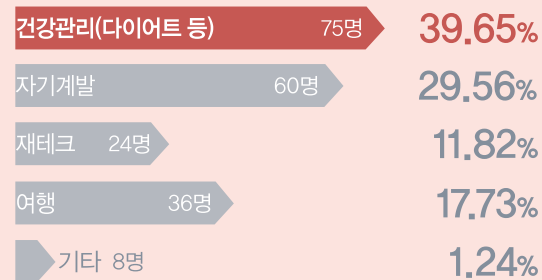 건강관리(다이어트 등) 75명 39.65%
자기계발 60명 29.56%
재테크 24명 11.82%
여행 36명 17.73%
기타 8명 1.24%